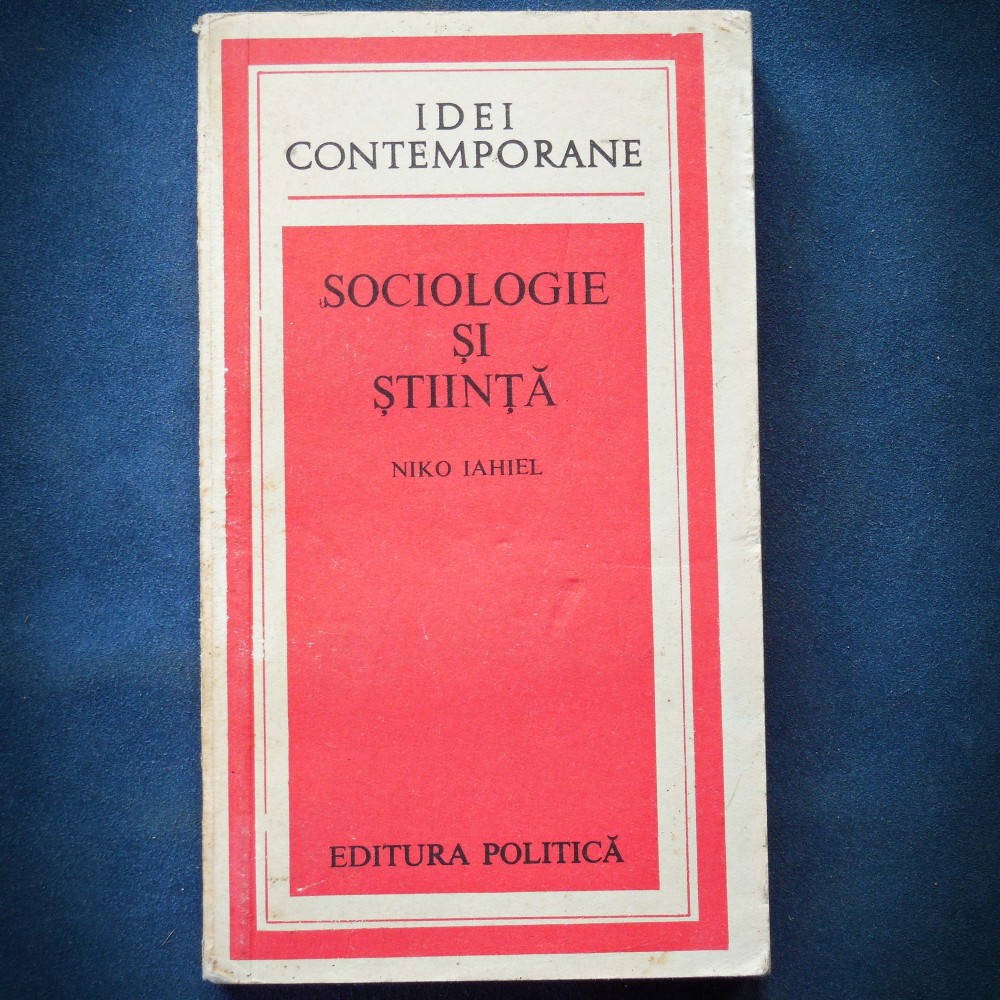 IDEI
CONTEMPORANE
SOCIOLOGIE
ȘI
ȘTIINȚĂ
NIKO IAHIEL
EDITURA POLITICĂ